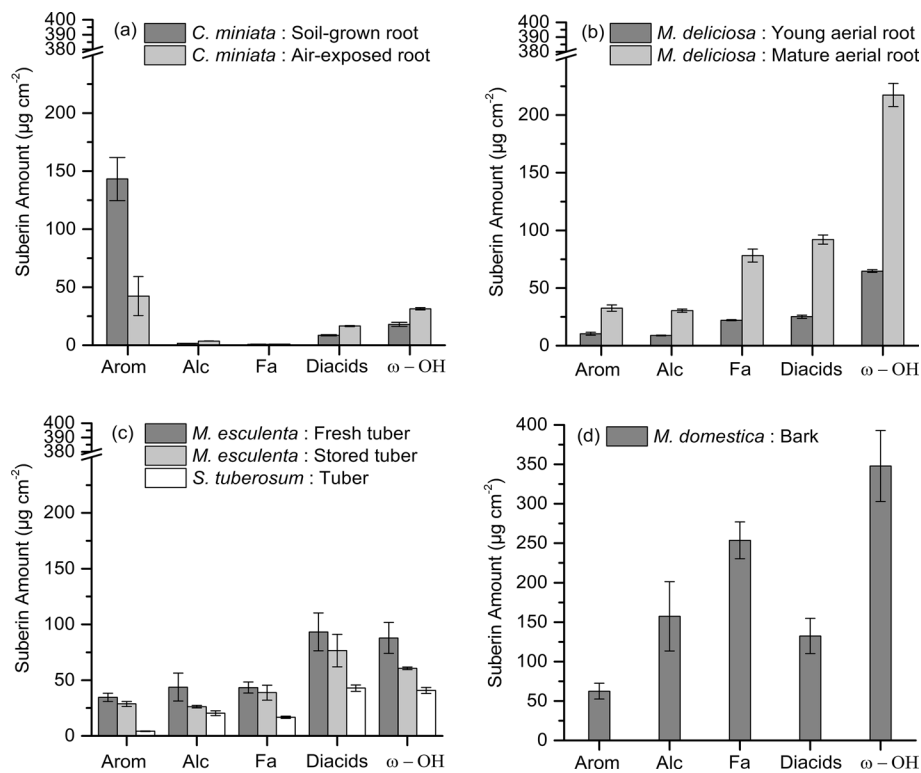 400
390
380
250
200
150
100
50
0
Suberin Amount (µg cm-2)
(a)
C. miniata : Soil-grown root
C. miniata : Air-exposed root
Arom Alc Fa Diacids ω – OH
400
390
380
200
150
100
50
0
Suberin Amount (µg cm-2)
(b)
M. deliciosa : Young aerial root
M. deliciosa : Mature aerial root
Arom Alc Fa Diacids ω – OH
400
390
380
200
150
100
50
0
Suberin Amount (µg cm-2)
(c)
M. esculenta : Fresh tuber
M. esculenta : Stored tuber
S. tuberosum : Tuber
Arom Alc Fa Diacids ω – OH
400
350
300
250
200
150
100
50
0
Suberin Amount (µg cm-2)
(d)
M. domestica : Bark
Arom Alc Fa Diacids ω – OH